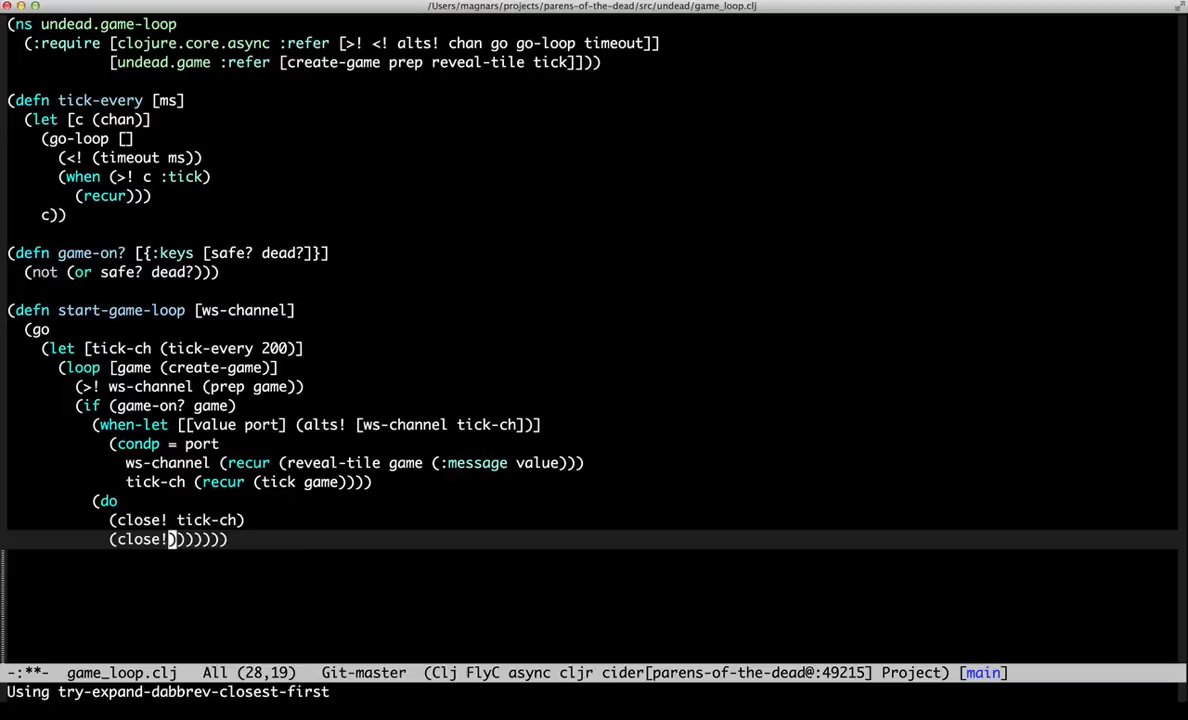 /Users/magnars/projects/parens-of-the-dead/src/undead/game_loop.clj
(ns undead.game-loop
  (:require [clojure.core.async :refer [>! <! alts! chan go go-loop timeout]]
            [undead.game :refer [create-game prep reveal-tile tick]]))

(defn tick-every [ms]
  (let [c (chan)]
    (go-loop []
      (<! (timeout ms))
      (when (>! c :tick)
        (recur)))
    c))

(defn game-on? [{:keys [safe? dead?]}]
  (not (or safe? dead?)))

(defn start-game-loop [ws-channel]
  (go
    (let [tick-ch (tick-every 200)]
      (loop [game (create-game)]
        (>! ws-channel (prep game))
        (if (game-on? game)
          (when-let [[value port] (alts! [ws-channel tick-ch])]
            (condp = port
              ws-channel (recur (reveal-tile game (:message value)))
              tick-ch (recur (tick game))))
          (do
            (close! tick-ch)
            (close!)))))))
-:**-  game_loop.clj   All (28,19)   Git-master  (Clj FlyC async cljr cider[parens-of-the-dead@:49215] Project) [main]
Using try-expand-dabbrev-closest-first